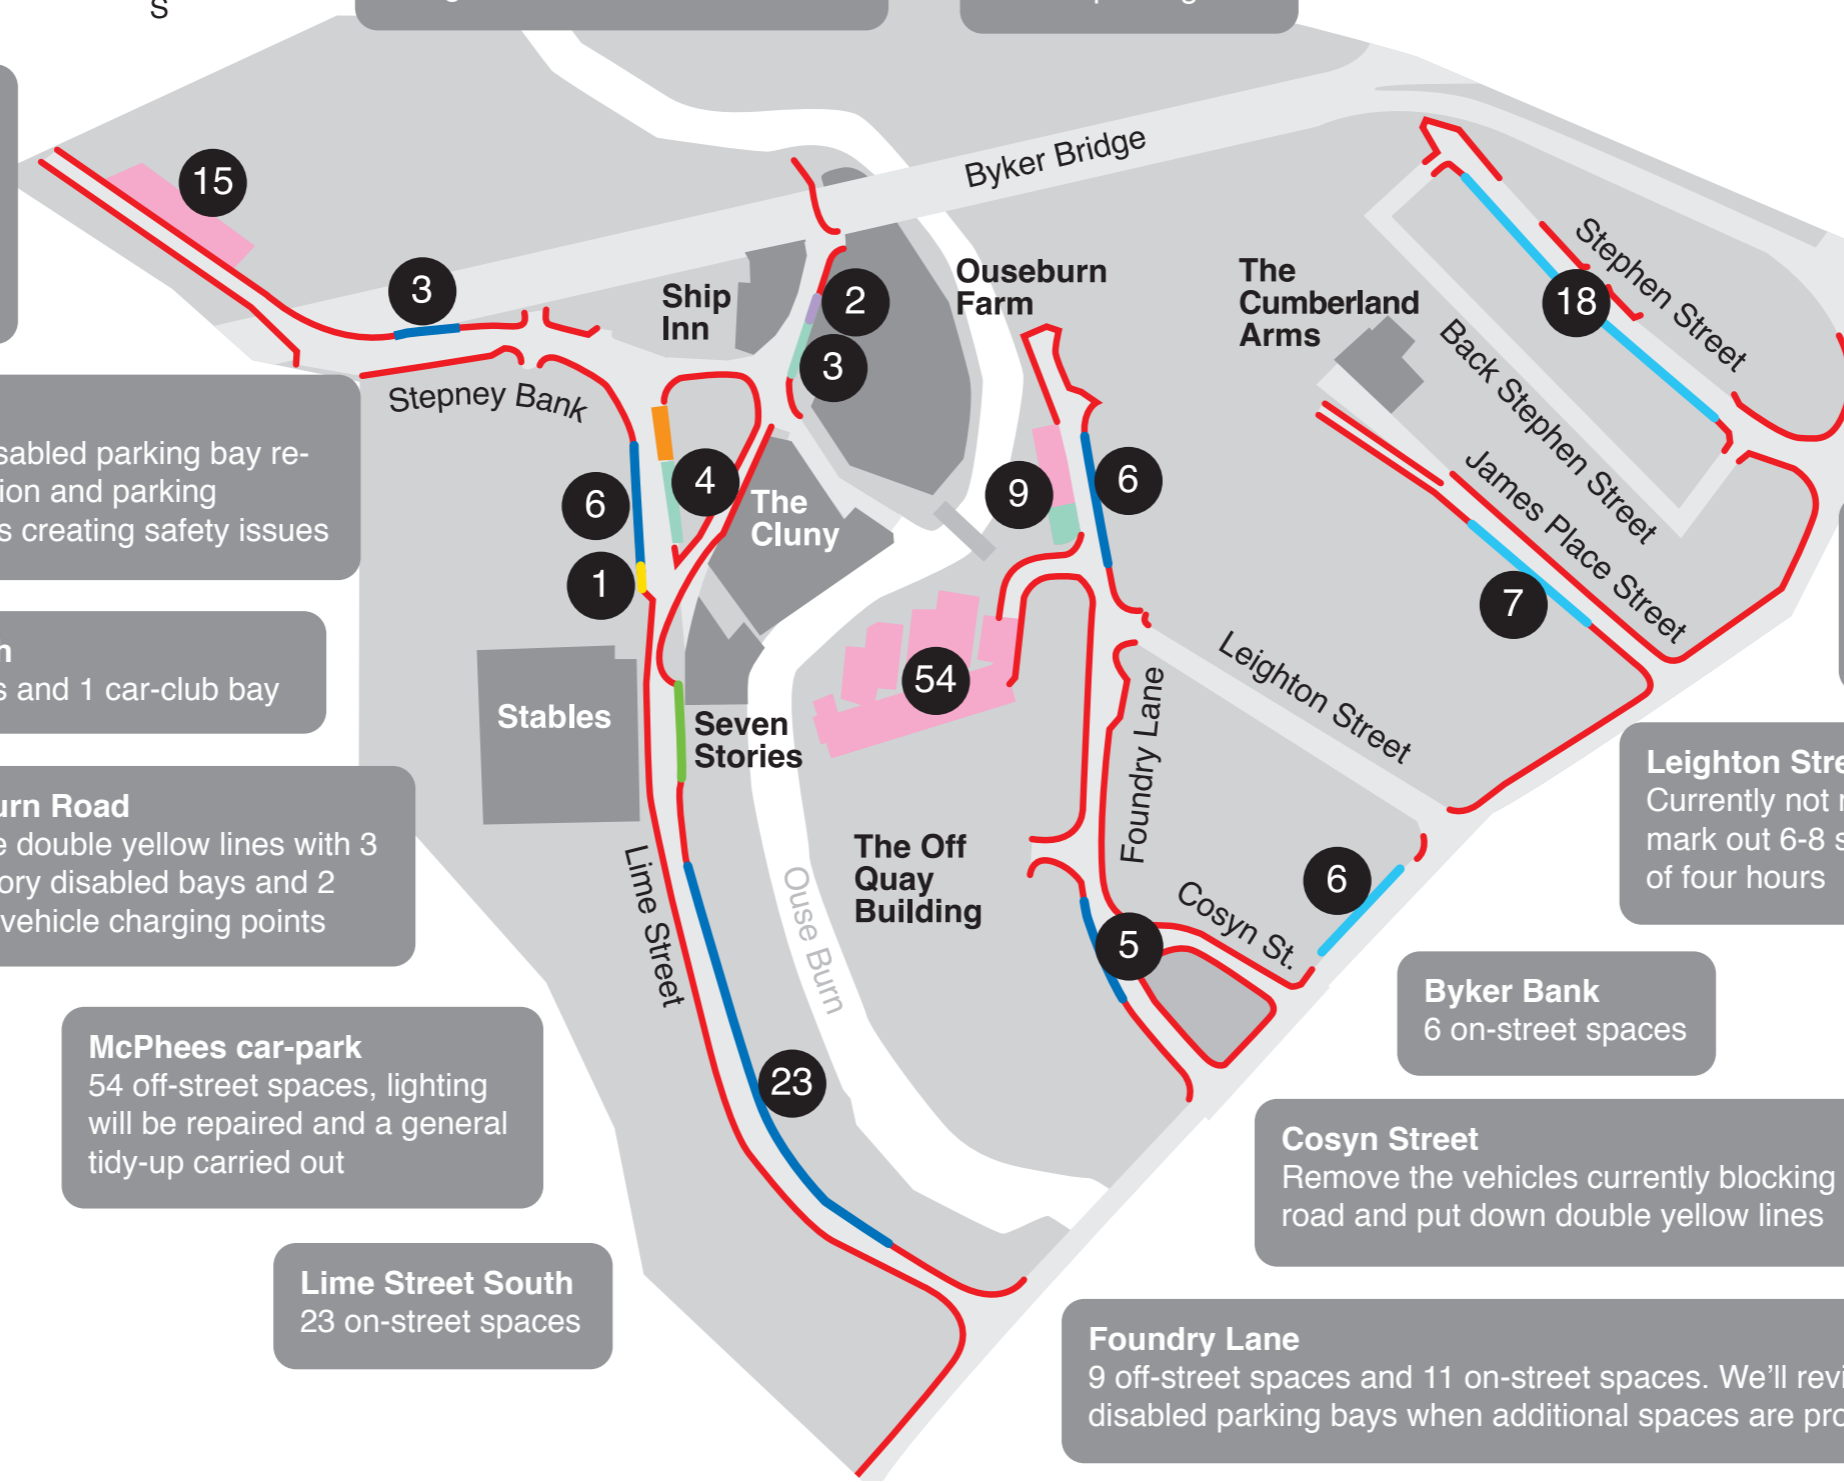 S
Byker Bridge
15
3
Ship
Inn
2
3
Ouseburn
Farm
The
Cumberland
Arms
18
Stephen Street
Back Stephen Street
James Place Street
7
Stepney Bank
6
4
1
The
Cluny
9
6
54
Stables
Seven
Stories
Leighton Street
Foundry Lane
The Off
Quay
Building
Lime Street
Ouse Burn
Cosyn St.
6
5
23
sabled parking bay re-
ion and parking
s creating safety issues
s and 1 car-club bay
urn Road
double yellow lines with 3
ory disabled bays and 2
vehicle charging points
McPhees car-park
54 off-street spaces, lighting
will be repaired and a general
tidy-up carried out
Lime Street South
23 on-street spaces
Leighton Stre
Currently not
mark out 6-8 s
of four hours
Byker Bank
6 on-street spaces
Cosyn Street
Remove the vehicles currently blocking
road and put down double yellow lines
Foundry Lane
9 off-street spaces and 11 on-street spaces. We'll revi
disabled parking bays when additional spaces are pro